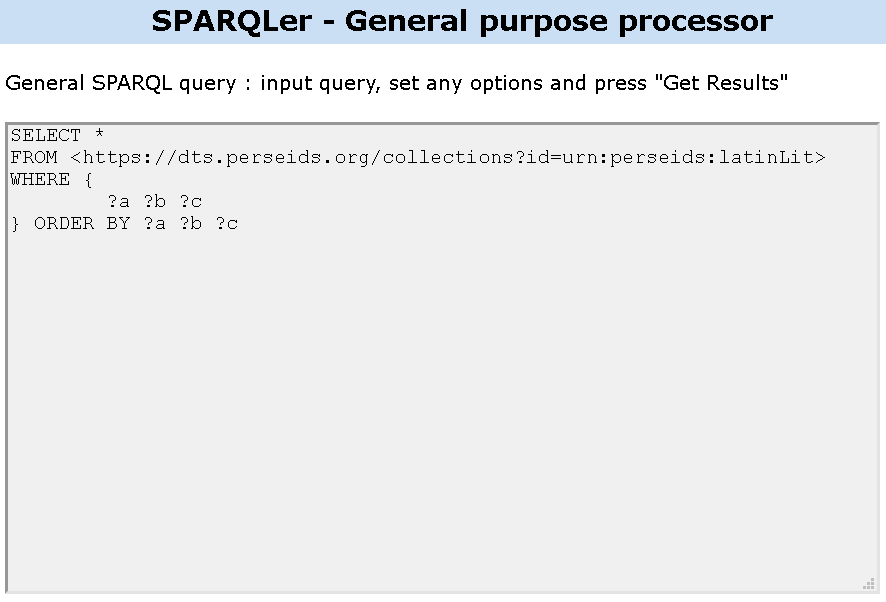 SPARQLer - General purpose processor
General SPARQL query : input query, set any options and press "Get Results"
SELECT *
FROM <https://dts.perseids.org/collections?id=urn:perseids:latinLit>
WHERE {
        ?a ?b ?c
} ORDER BY ?a ?b ?c